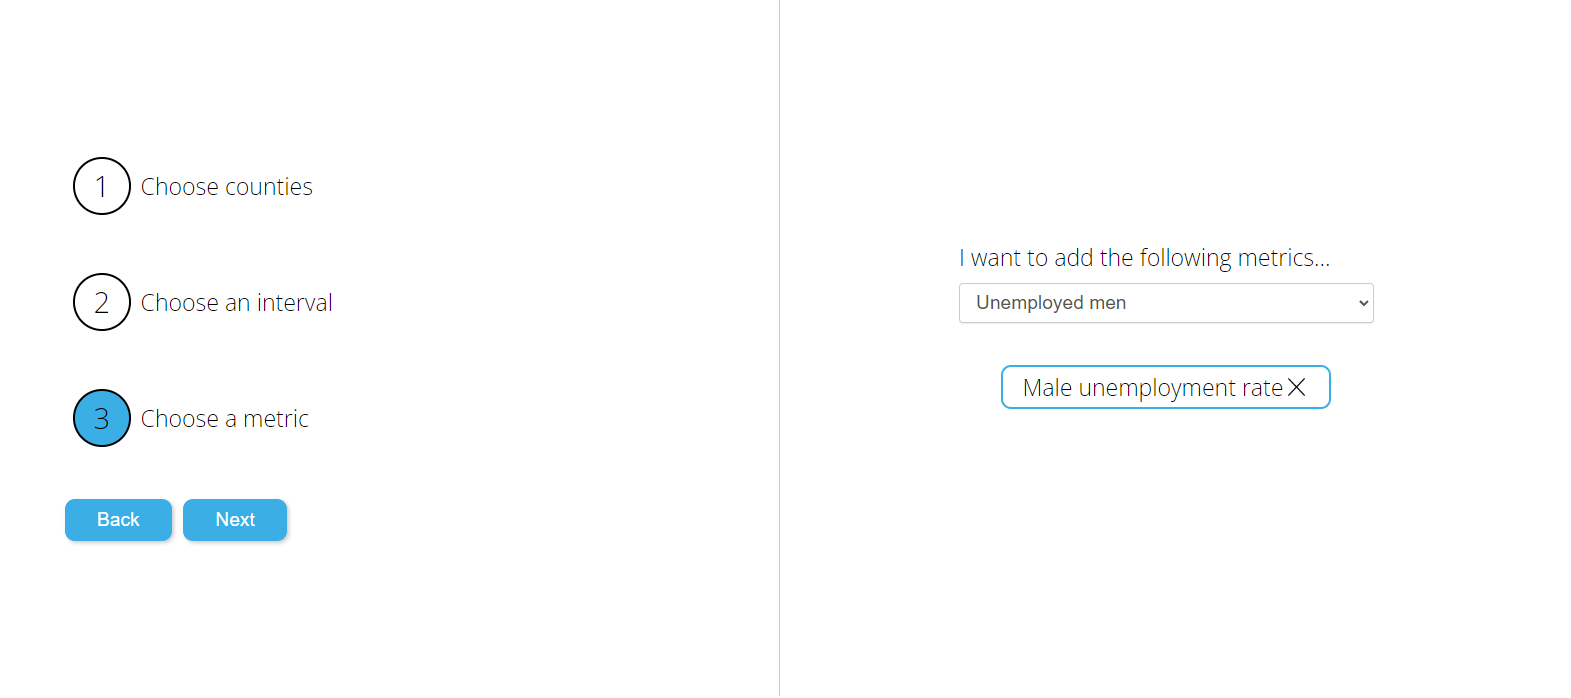 1 Choose counties
2 Choose an interval
3 Choose a metric
Back Next
I want to add the following metrics...
Unemployed men
Male unemployment rate